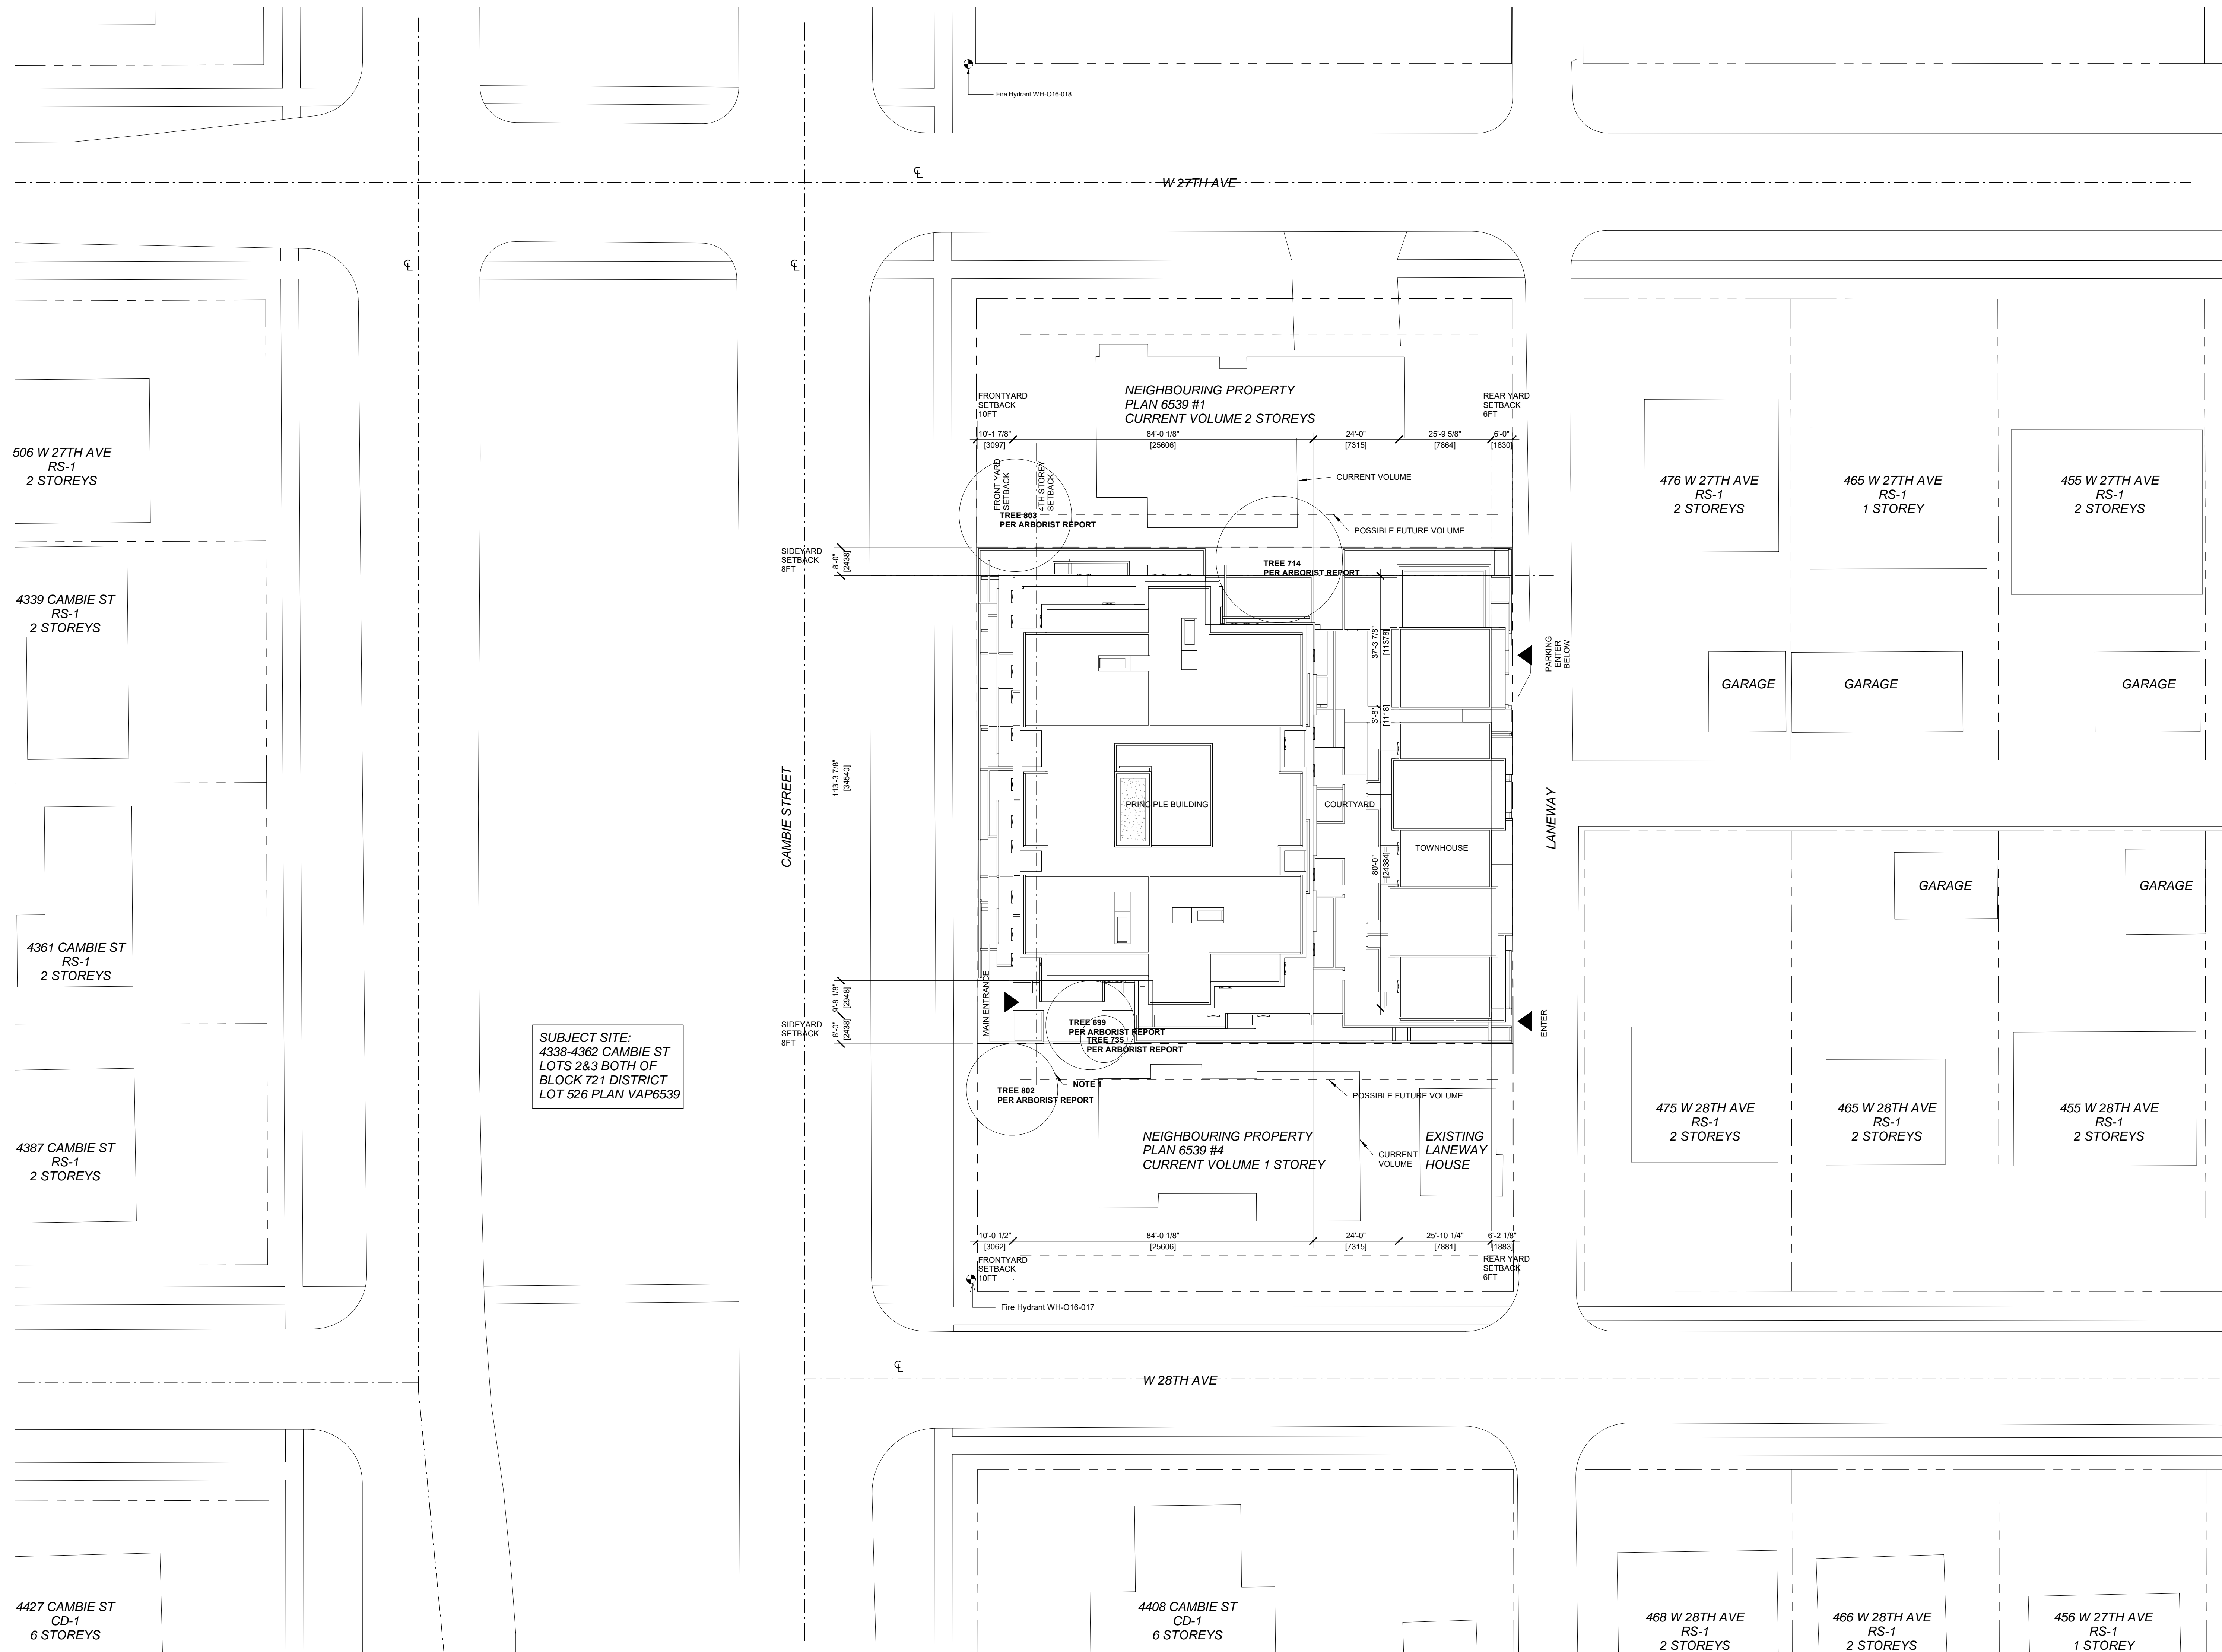 Fire Hydrant WH-O16-018
℄
W 27TH AVE
℄
℄
506 W 27TH AVE
RS-1
2 STOREYS
4339 CAMBIE ST
RS-1
2 STOREYS
4361 CAMBIE ST
RS-1
2 STOREYS
4387 CAMBIE ST
RS-1
2 STOREYS
SUBJECT SITE:
4338-4362 CAMBIE ST
LOTS 2&3 BOTH OF
BLOCK 721 DISTRICT
LOT 526 PLAN VAP6539
CAMBIE STREET
NEIGHBOURING PROPERTY
PLAN 6539 #1
CURRENT VOLUME 2 STOREYS
FRONTYARD
SETBACK
10FT
REAR YARD
SETBACK
6FT
10'-1 7/8"
[3097]
84'-0 1/8"
[25606]
24'-0"
[7315]
25'-9 5/8"
[7864]
6'-0"
[1830]
FRONT YARD
SETBACK
4TH STOREY
SETBACK
CURRENT VOLUME
TREE 803
PER ARBORIST REPORT
POSSIBLE FUTURE VOLUME
SIDEYARD
SETBACK
8FT
8'-0"
[2438]
TREE 714
PER ARBORIST REPORT
37'-3 7/8"
[11378]
3'-8"
[1118]
PARKING
ENTER
BELOW
113'-3 7/8"
[34540]
PRINCIPLE BUILDING
COURTYARD
TOWNHOUSE
80'-0"
[24384]
LANEWAY
MAIN ENTRANCE
9'-8 1/8"
[2948]
SIDEYARD
SETBACK
8FT
8'-0"
[2438]
TREE 699
PER ARBORIST REPORT
TREE 735
PER ARBORIST REPORT
ENTER
NOTE 1
TREE 802
PER ARBORIST REPORT
POSSIBLE FUTURE VOLUME
NEIGHBOURING PROPERTY
PLAN 6539 #4
CURRENT VOLUME 1 STOREY
CURRENT
VOLUME
EXISTING
LANEWAY
HOUSE
10'-0 1/2"
[3062]
84'-0 1/8"
[25606]
24'-0"
[7315]
25'-10 1/4"
[7881]
6'-2 1/8"
[1883]
FRONTYARD
SETBACK
10FT
REAR YARD
SETBACK
6FT
Fire Hydrant WH-O16-017
476 W 27TH AVE
RS-1
2 STOREYS
465 W 27TH AVE
RS-1
1 STOREY
455 W 27TH AVE
RS-1
2 STOREYS
GARAGE
GARAGE
GARAGE
GARAGE
GARAGE
475 W 28TH AVE
RS-1
2 STOREYS
465 W 28TH AVE
RS-1
2 STOREYS
455 W 28TH AVE
RS-1
2 STOREYS
℄
W 28TH AVE
4427 CAMBIE ST
CD-1
6 STOREYS
4408 CAMBIE ST
CD-1
6 STOREYS
468 W 28TH AVE
RS-1
2 STOREYS
466 W 28TH AVE
RS-1
2 STOREYS
456 W 27TH AVE
RS-1
1 STOREY